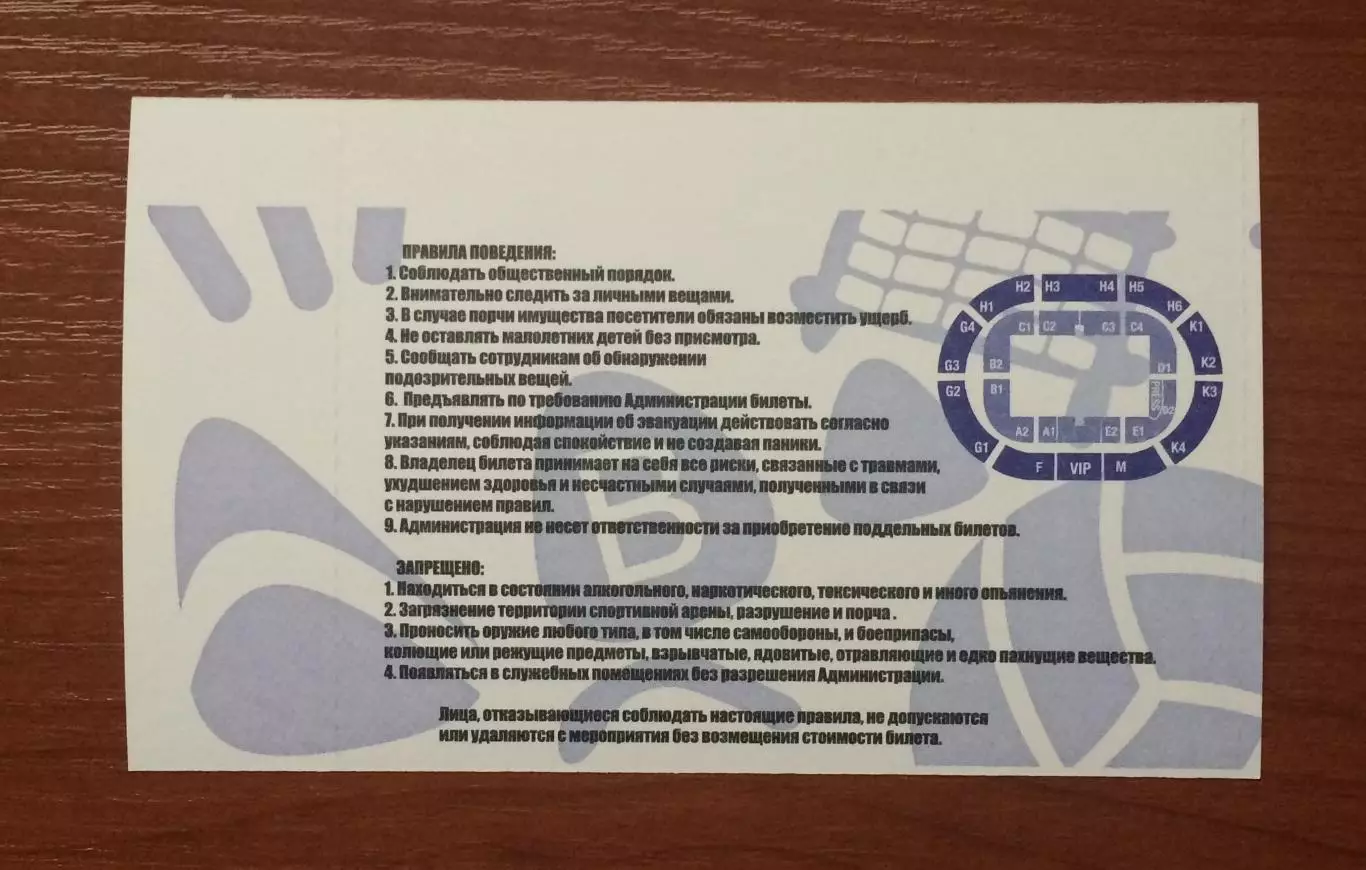 ПРАВИЛА ПОВЕДЕНИЯ:
1. Соблюдать общественный порядок.
2. Внимательно следить за личными вещами.
3. В случае порчи имущества посетители обязаны возместить ущерб.
4. Не оставлять малолетних детей без присмотра.
5. Сообщать сотрудникам об обнаружении
подозрительных вещей.
6. Предъявлять по требованию Администрации билеты.
7. При получении информации об эвакуации действовать согласно
указаниям, соблюдая спокойствие и не создавая паники.
8. Владелец билета принимает на себя все риски, связанные с травмами,
ухудшением здоровья и несчастными случаями, полученными в связи
с нарушением правил.
9. Администрация не несет ответственности за приобретение поддельных билетов.
ЗАПРЕЩЕНО:
1. Находиться в состоянии алкогольного, наркотического, токсического и иного опьянения.
2. Загрязнение территории спортивной арены, разрушение и порча .
3. Проносить оружие любого типа, в том числе самообороны, и боеприпасы,
колющие или режущие предметы, взрывчатые, ядовитые, отравляющие и едко пахнущие вещества.
4. Появляться в служебных помещениях без разрешения Администрации.
Лица, отказывающиеся соблюдать настоящие правила, не допускаются
или удаляются с мероприятия без возмещения стоимости билета.
H2 H3 H4 H5
H1 H6
G4 C1 C2 C3 C4 K1
G3 B2 D1 K2
G2 B1 PRESS D2 K3
A2 A1 E2 E1
G1 K4
F VIP M
В